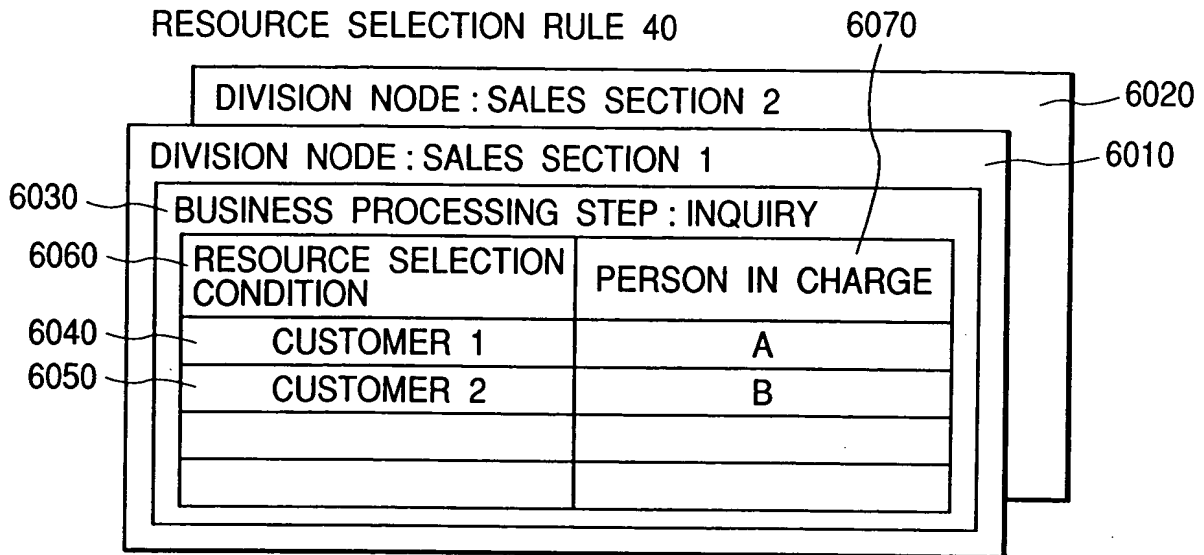 RESOURCE SELECTION RULE 40
6070
DIVISION NODE : SALES SECTION 2
6020
DIVISION NODE : SALES SECTION 1
6010
6030
BUSINESS PROCESSING STEP : INQUIRY
6060
RESOURCE SELECTION
CONDITION
PERSON IN CHARGE
6040
CUSTOMER 1
A
6050
CUSTOMER 2
B